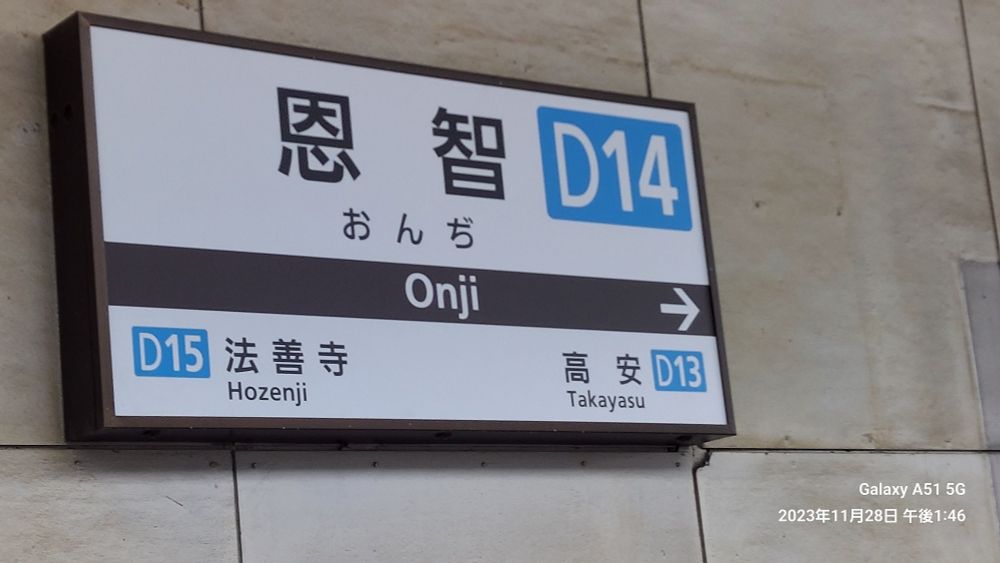 恩智 D14
おんぢ
Onji →
D15 法善寺 高安 D13
Hozenji Takayasu
Galaxy A51 5G
2023年11月28日 午後1:46